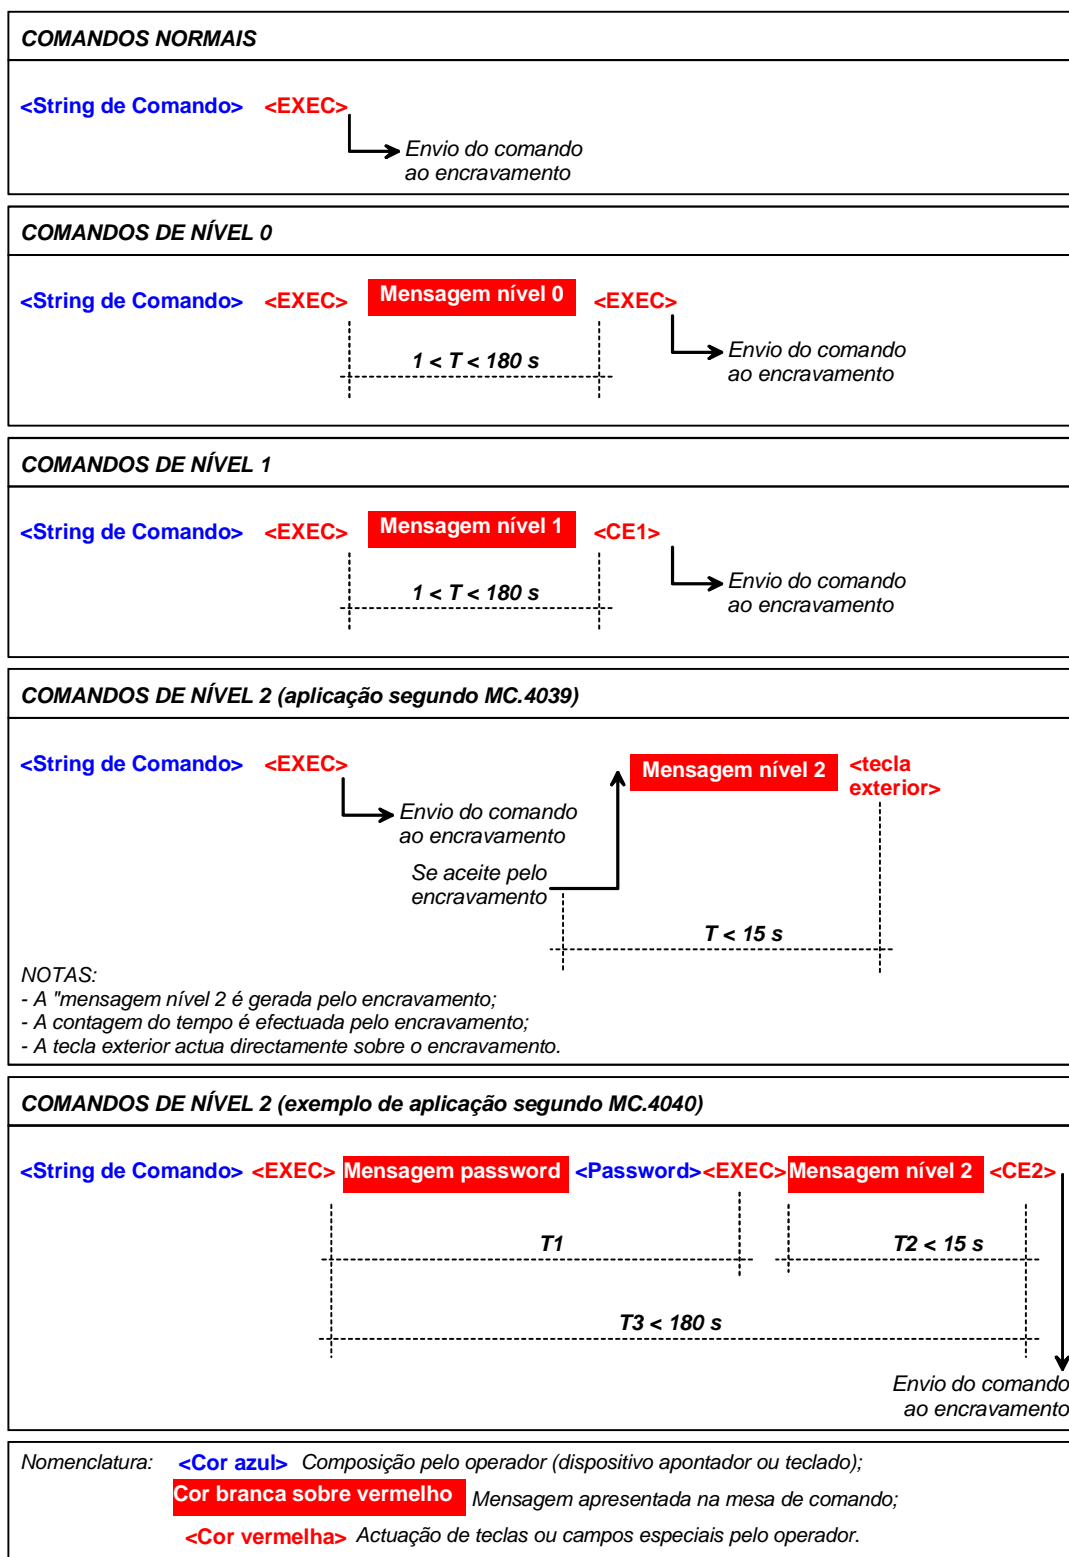 COMANDOS NORMAIS
<String de Comando> <EXEC>
Envio do comando
ao encravamento
COMANDOS DE NÍVEL 0
<String de Comando> <EXEC> Mensagem nível 0 <EXEC>
1 < T < 180 s
Envio do comando
ao encravamento
COMANDOS DE NÍVEL 1
<String de Comando> <EXEC> Mensagem nível 1 <CE1>
1 < T < 180 s
Envio do comando
ao encravamento
COMANDOS DE NÍVEL 2 (aplicação segundo MC.4039)
<String de Comando> <EXEC> Mensagem nível 2 <tecla
exterior>
Envio do comando
ao encravamento
Se aceite pelo
encravamento
T < 15 s
NOTAS:
- A "mensagem nível 2 é gerada pelo encravamento;
- A contagem do tempo é efectuada pelo encravamento;
- A tecla exterior actua directamente sobre o encravamento.
COMANDOS DE NÍVEL 2 (exemplo de aplicação segundo MC.4040)
<String de Comando> <EXEC> Mensagem password <Password><EXEC> Mensagem nível 2 <CE2>
T1
T2 < 15 s
T3 < 180 s
Envio do comando
ao encravamento
Nomenclatura: <Cor azul> Composição pelo operador (dispositivo apontador ou teclado);
Cor branca sobre vermelho Mensagem apresentada na mesa de comando;
<Cor vermelha> Actuação de teclas ou campos especiais pelo operador.